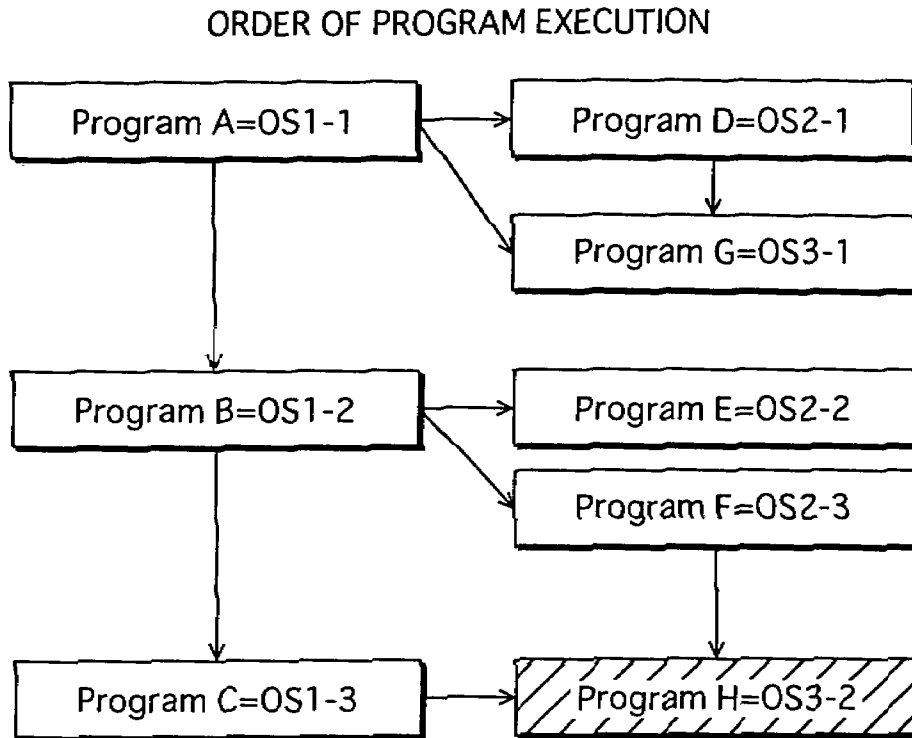 ORDER OF PROGRAM EXECUTION
Program A=OS1-1
Program D=OS2-1
Program G=OS3-1
Program B=OS1-2
Program E=OS2-2
Program F=OS2-3
Program C=OS1-3
Program H=OS3-2